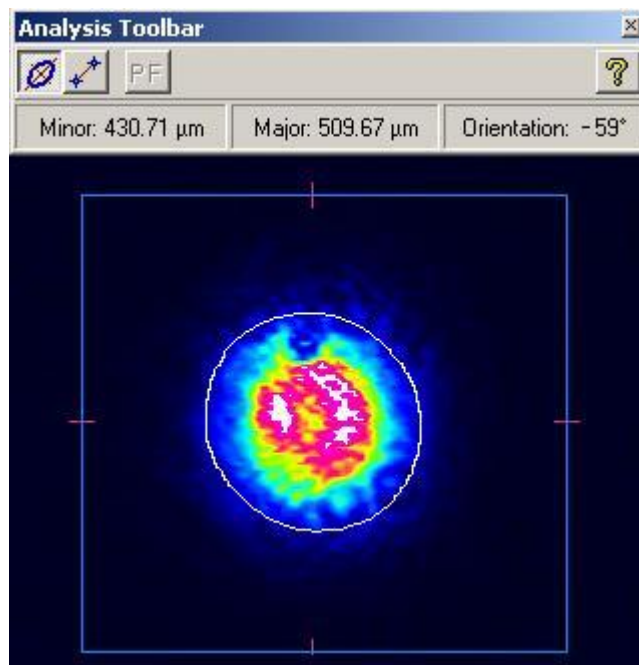 Analysis Toolbar
PF
Minor: 430.71 µm Major: 509.67 µm Orientation: -59°